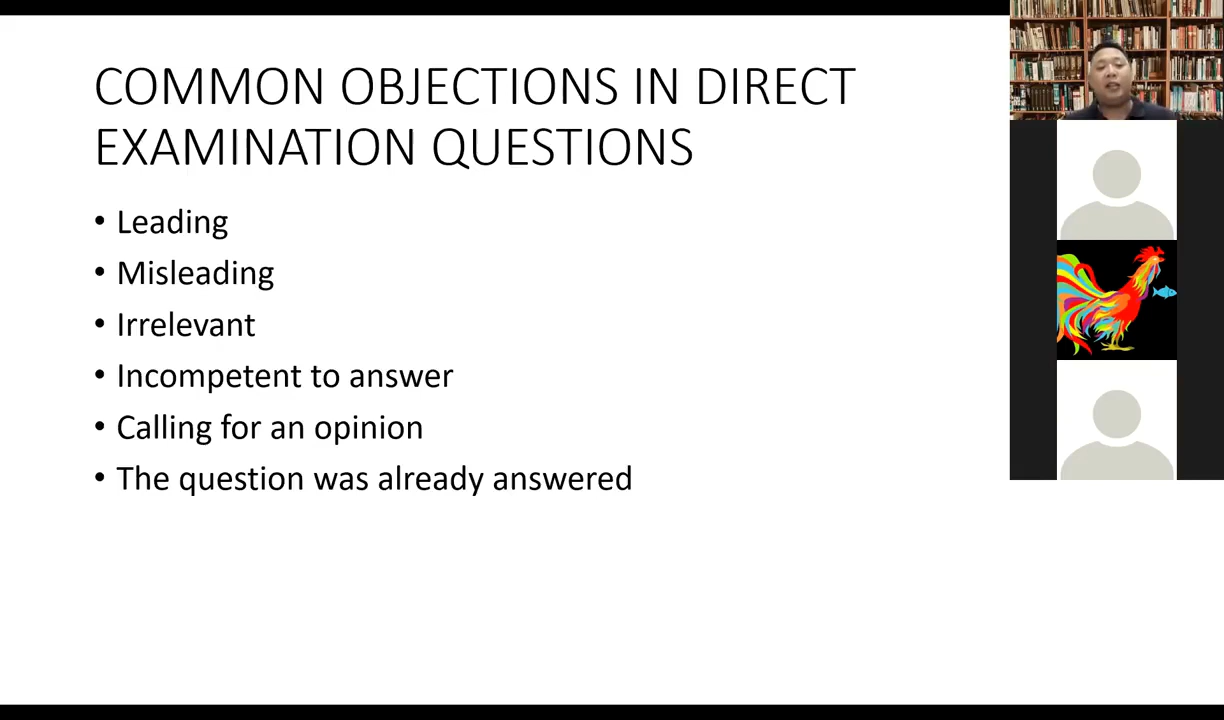 COMMON OBJECTIONS IN DIRECT
EXAMINATION QUESTIONS
• Leading
• Misleading
• Irrelevant
• Incompetent to answer
• Calling for an opinion
• The question was already answered